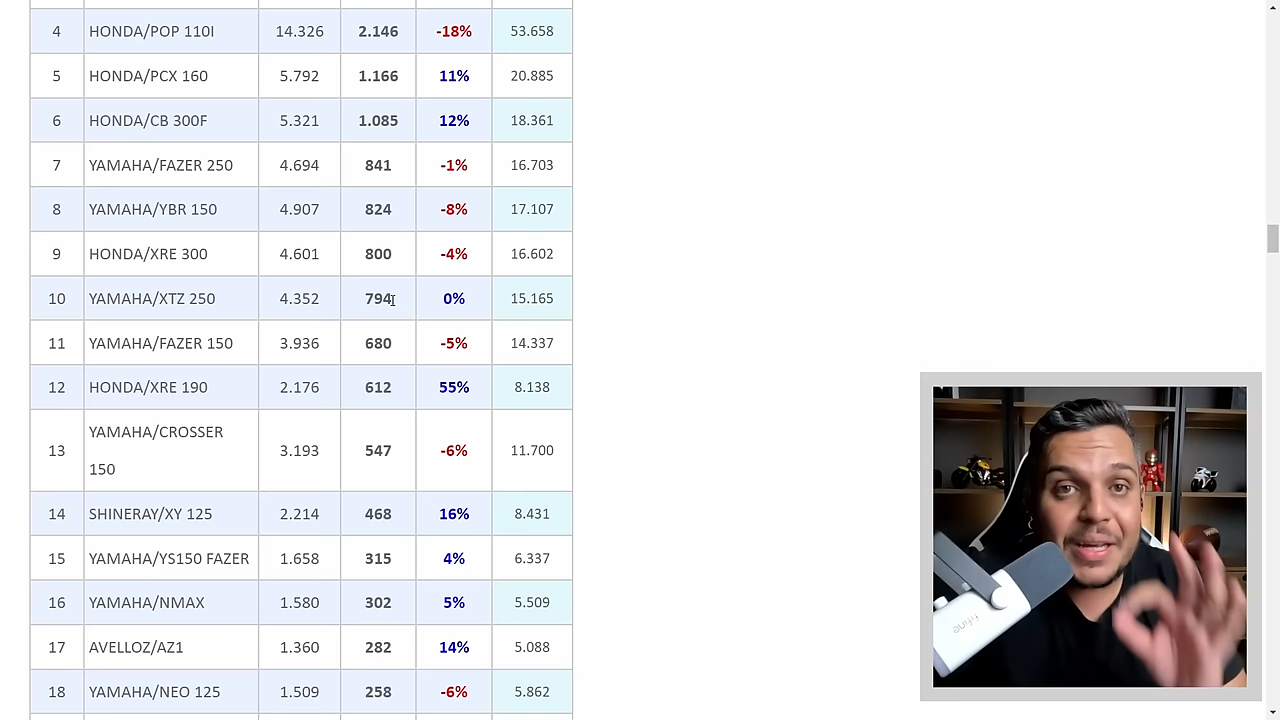 4 HONDA/POP 110I 14.326 2.146 -18% 53.658
5 HONDA/PCX 160 5.792 1.166 11% 20.885
6 HONDA/CB 300F 5.321 1.085 12% 18.361
7 YAMAHA/FAZER 250 4.694 841 -1% 16.703
8 YAMAHA/YBR 150 4.907 824 -8% 17.107
9 HONDA/XRE 300 4.601 800 -4% 16.602
10 YAMAHA/XTZ 250 4.352 794 0% 15.165
11 YAMAHA/FAZER 150 3.936 680 -5% 14.337
12 HONDA/XRE 190 2.176 612 55% 8.138
13 YAMAHA/CROSSER 3.193 547 -6% 11.700
150
14 SHINERAY/XY 125 2.214 468 16% 8.431
15 YAMAHA/YS150 FAZER 1.658 315 4% 6.337
16 YAMAHA/NMAX 1.580 302 5% 5.509
17 AVELLOZ/AZ1 1.360 282 14% 5.088
18 YAMAHA/NEO 125 1.509 258 -6% 5.862
fifine